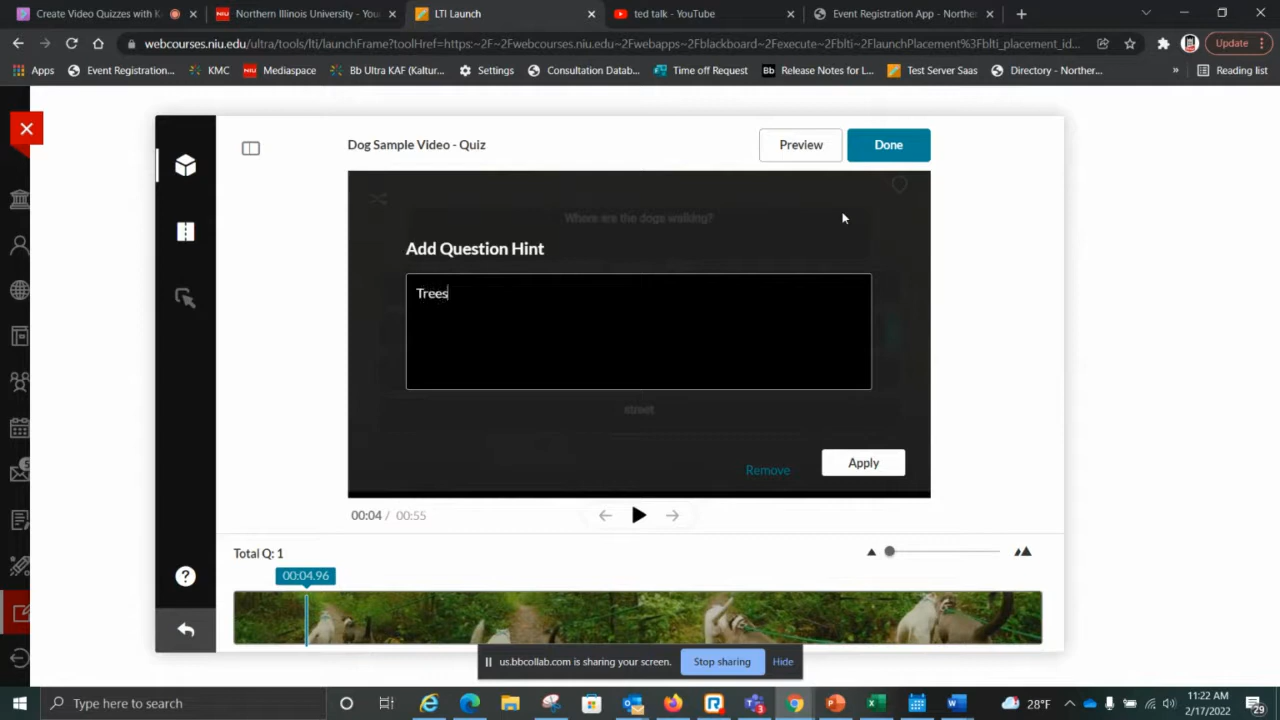 Create Video Quizzes with K
Northern Illinois University - You
LTI Launch
ted talk - YouTube
Event Registration App - Northe
webcourses.niu.edu/ultra/tools/lti/launchFrame?toolHref=https:~2F~2Fwebcourses.niu.edu~2Fwebapps~2Fblackboard~2Fexecute~2Fblti~2FlaunchPlacement%3Fblti_placement_id...
Update
Apps
Event Registration...
KMC
NIU
Mediaspace
Bb Ultra KAF (Kaltur...
Settings
Consultation Datab...
Time off Request
Bb
Release Notes for L...
Test Server Saas
Directory - Norther...
»
Reading list
Dog Sample Video - Quiz
Preview
Done
Where are the dogs walking?
Add Question Hint
Trees
street
Remove
Apply
00:04 / 00:55
Total Q: 1
00:04.96
us.bbcollab.com is sharing your screen.
Stop sharing
Hide
Type here to search
28°F
11:22 AM
2/17/2022
29